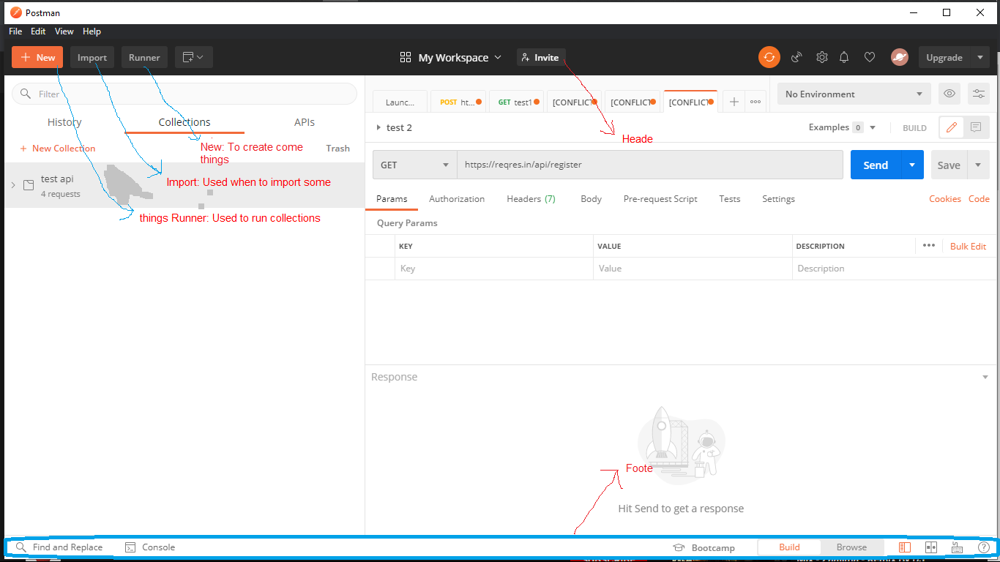 Postman
File Edit View Help
New Import Runner My Workspace Invite Upgrade
Filter
History Collections APIs
+ New Collection Trash
test api
4 requests
New: To create come
things
Import: Used when to import some
things Runner: Used to run collections
Launc... POST ht... GET test1 [CONFLICT [CONFLICT [CONFLICT + ••• No Environment
test 2 Examples 0 BUILD
Heade
GET https://reqres.in/api/register Send Save
Params Authorization Headers (7) Body Pre-request Script Tests Settings Cookies Code
Query Params
KEY VALUE DESCRIPTION ••• Bulk Edit
Key Value Description
Response
Foote
Hit Send to get a response
Find and Replace Console Bootcamp Build Browse